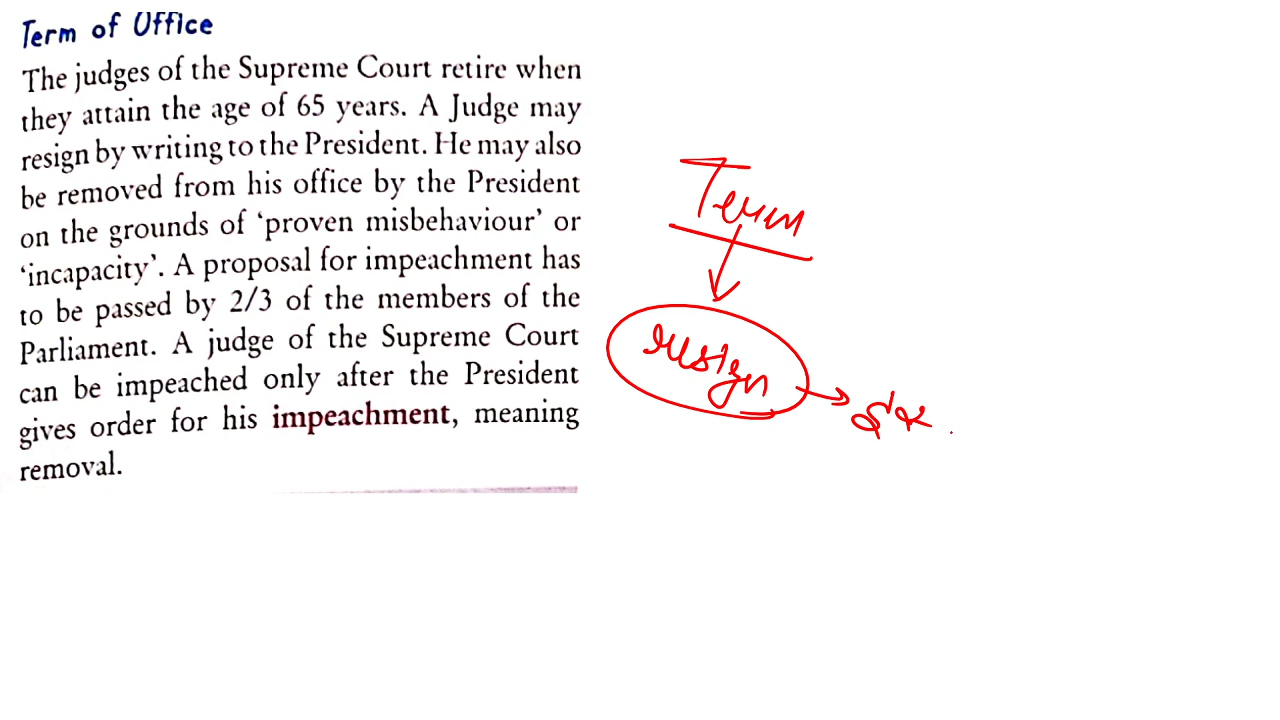 Term of Office
The judges of the Supreme Court retire when
they attain the age of 65 years. A Judge may
resign by writing to the President. He may also
be removed from his office by the President
on the grounds of ‘proven misbehaviour’ or
‘incapacity’. A proposal for impeachment has
to be passed by 2/3 of the members of the
Parliament. A judge of the Supreme Court
can be impeached only after the President
gives order for his impeachment, meaning
removal.
Term
resign